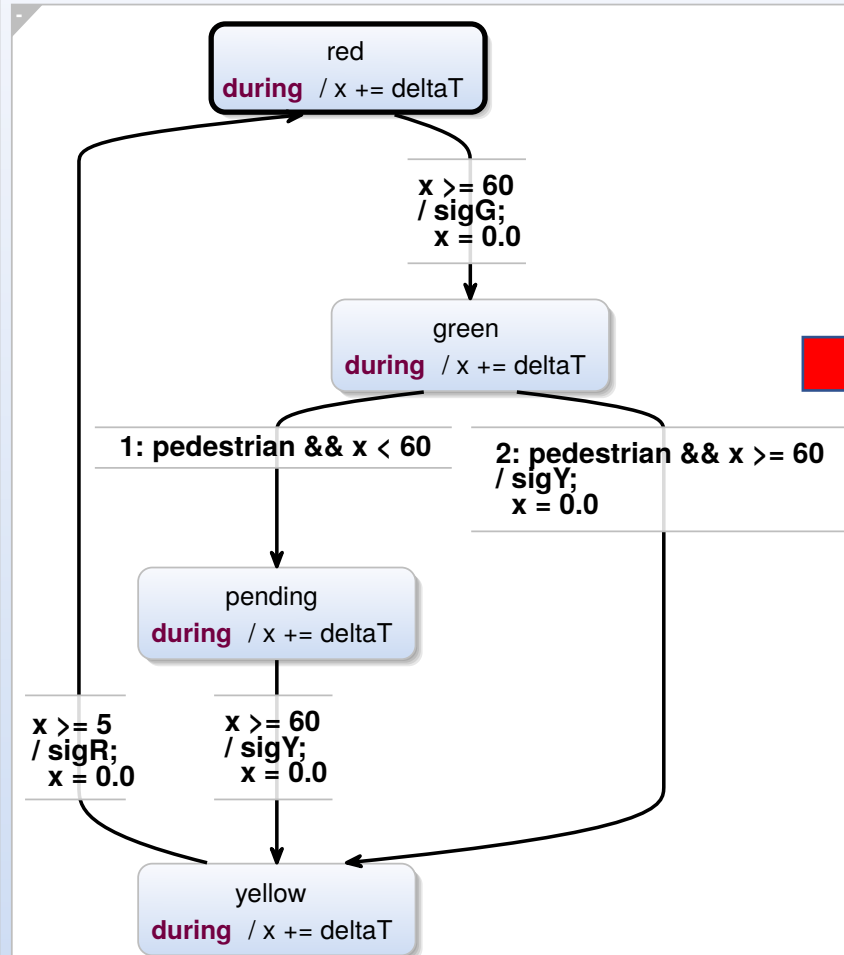 -
red
during / x += deltaT
x >= 60
/ sigG;
x = 0.0
green
during / x += deltaT
1: pedestrian && x < 60
2: pedestrian && x >= 60
/ sigY;
x = 0.0
pending
during / x += deltaT
x >= 5
/ sigR;
x = 0.0
x >= 60
/ sigY;
x = 0.0
yellow
during / x += deltaT